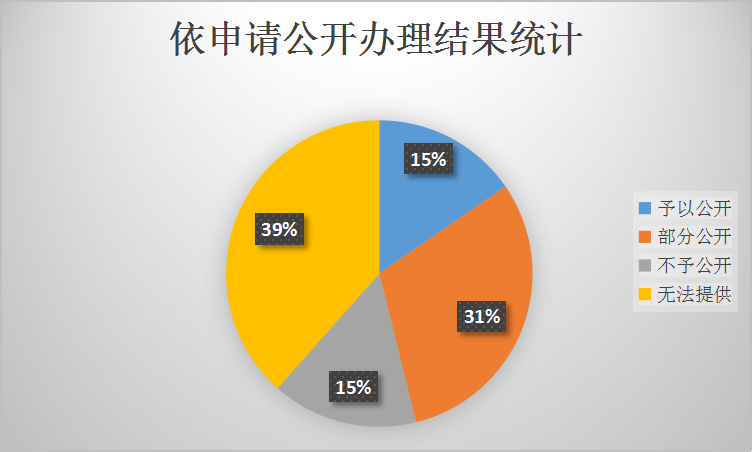 依申请公开办理结果统计
15%
39%
31%
15%
予以公开
部分公开
不予公开
无法提供